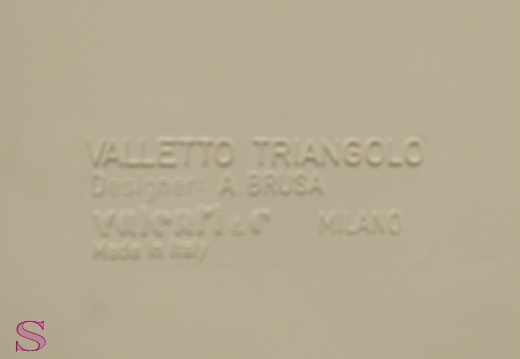 VALLETTO TRIANGOLO
Designer: A.BRUSA
MILANO
Made in Italy
S